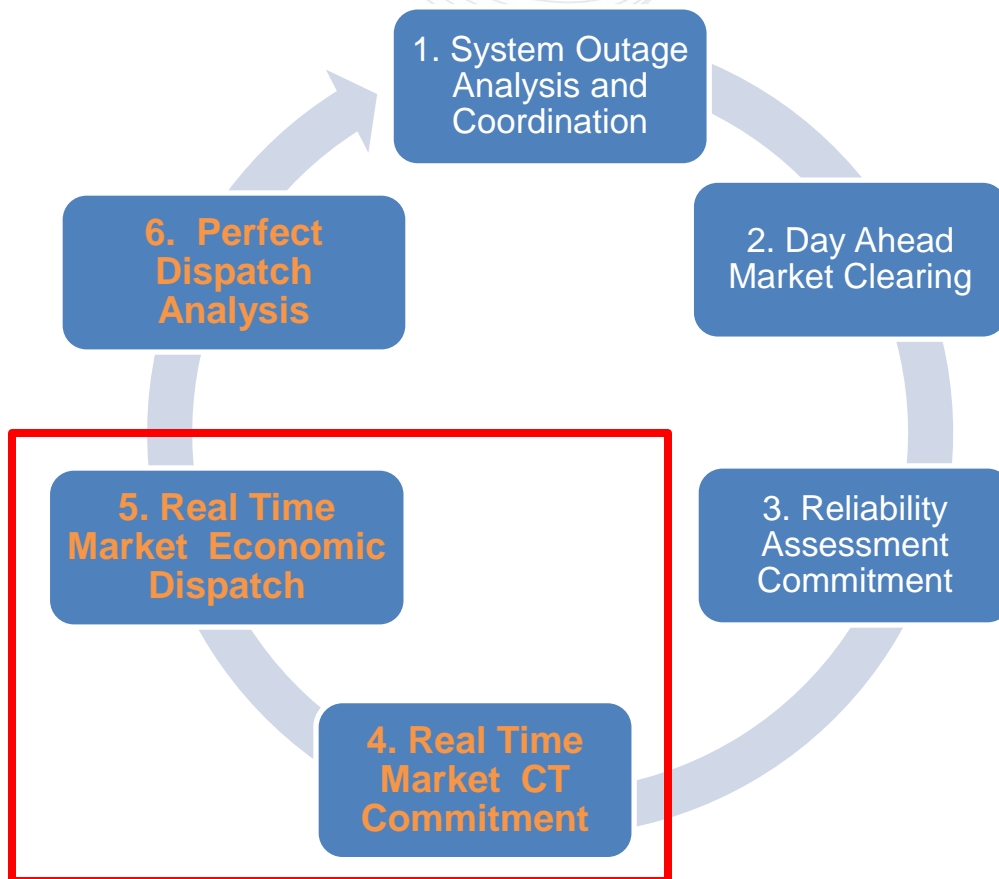 1. System Outage
Analysis and
Coordination
2. Day Ahead
Market Clearing
3. Reliability
Assessment
Commitment
4. Real Time
Market CT
Commitment
5. Real Time
Market Economic
Dispatch
6. Perfect
Dispatch
Analysis